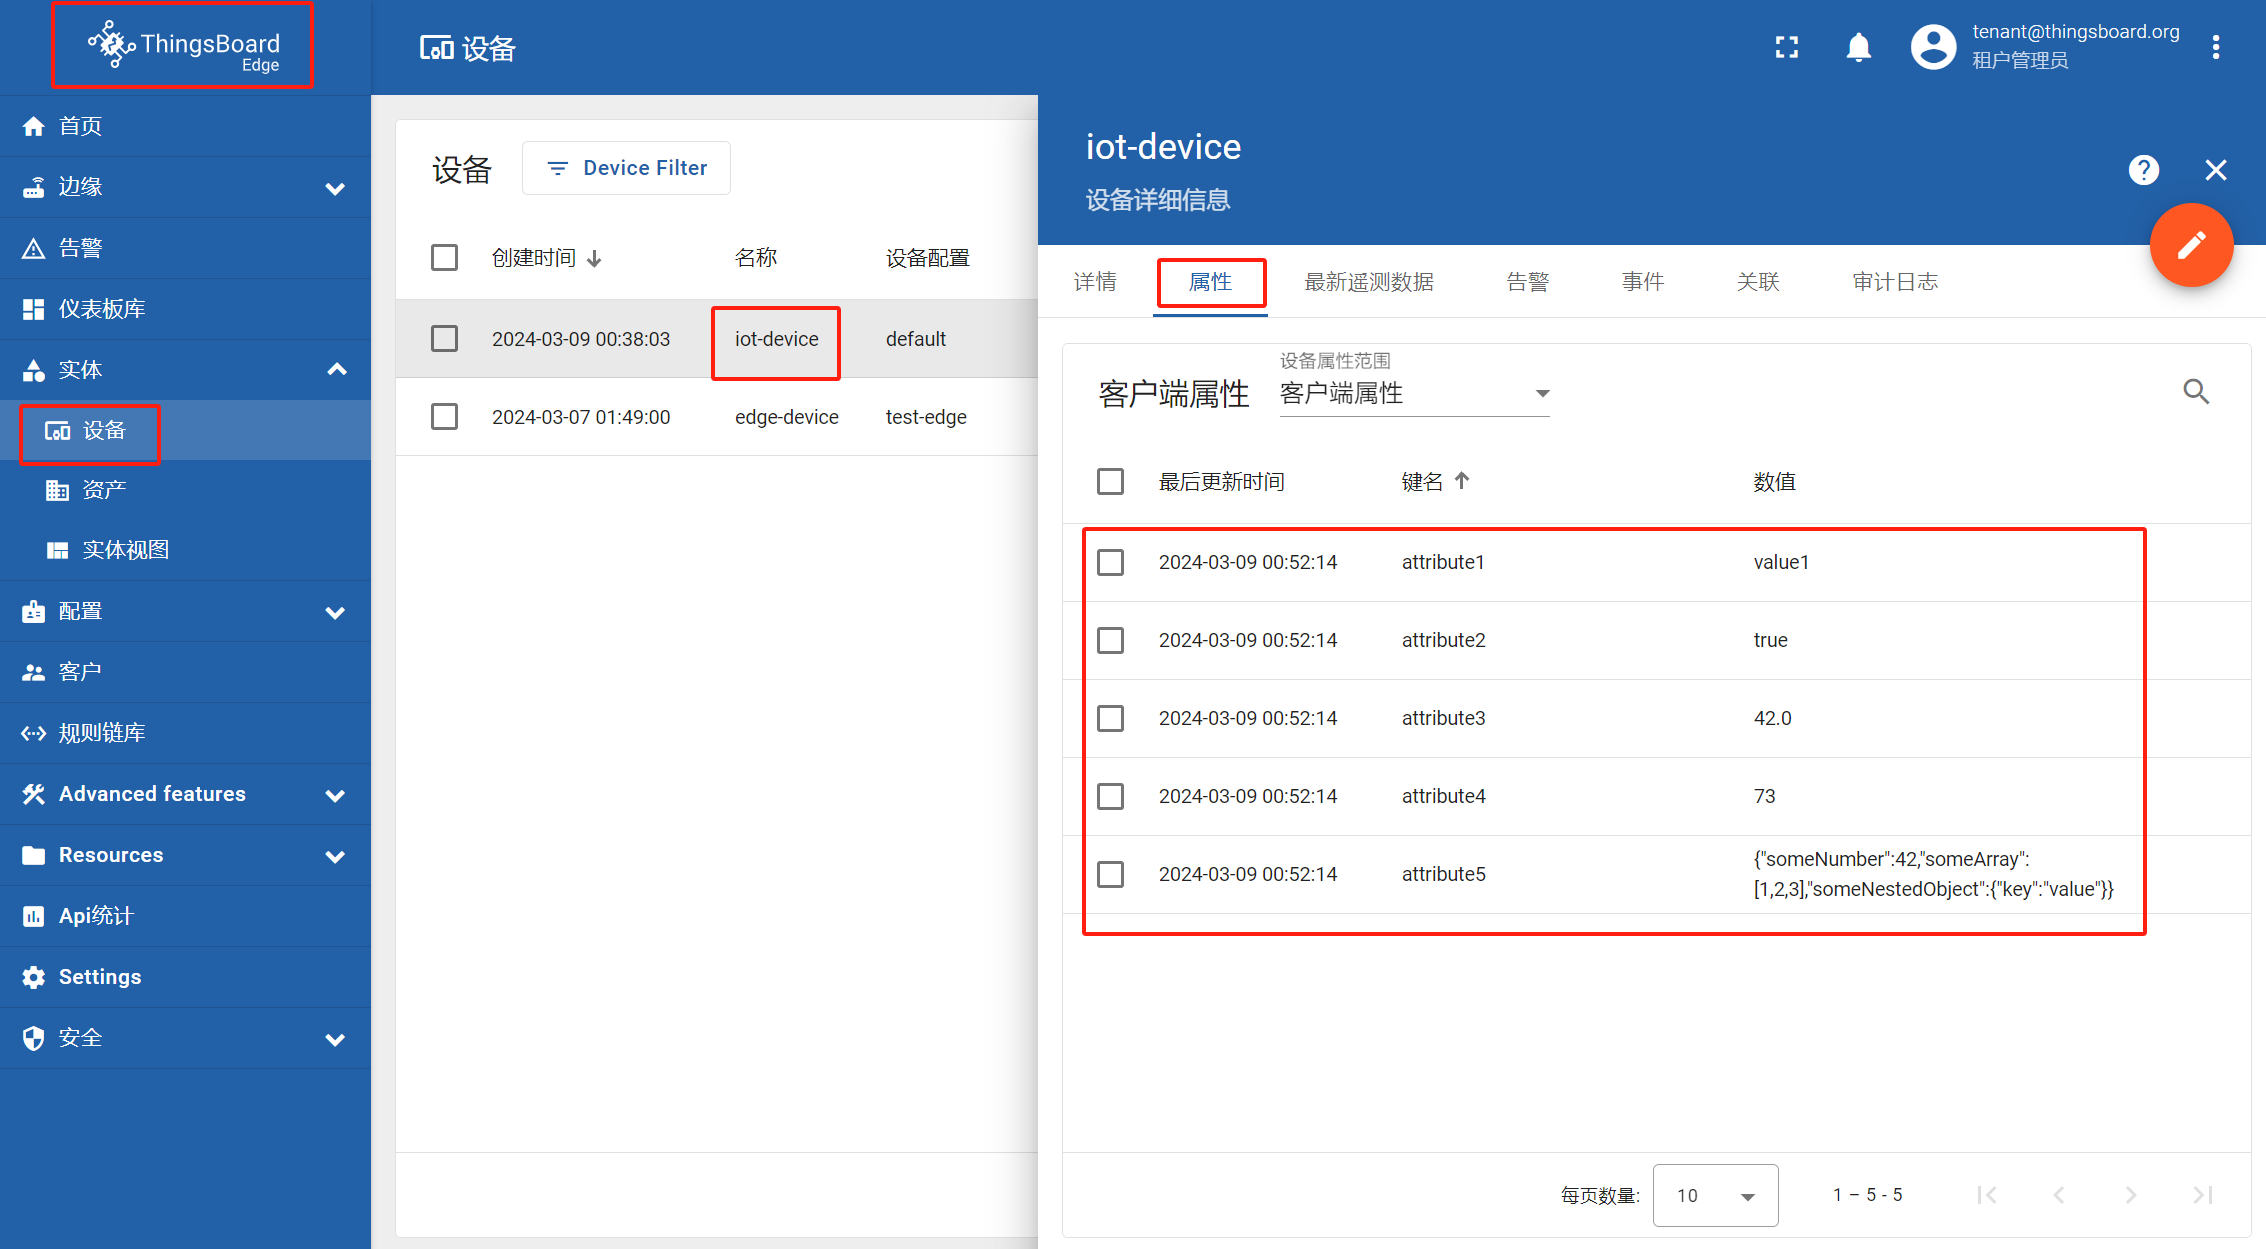 ThingsBoard
Edge
首页
边缘
告警
仪表板库
实体
设备
资产
实体视图
配置
客户
规则链库
Advanced features
Resources
Api统计
Settings
安全
设备
tenant@thingsboard.org
租户管理员
设备
Device Filter
创建时间 名称 设备配置
2024-03-09 00:38:03 iot-device default
2024-03-07 01:49:00 edge-device test-edge
iot-device
设备详细信息
详情 属性 最新遥测数据 告警 事件 关联 审计日志
设备属性范围
客户端属性 客户端属性
最后更新时间 键名 数值
2024-03-09 00:52:14 attribute1 value1
2024-03-09 00:52:14 attribute2 true
2024-03-09 00:52:14 attribute3 42.0
2024-03-09 00:52:14 attribute4 73
2024-03-09 00:52:14 attribute5 {"someNumber":42,"someArray":
[1,2,3],"someNestedObject":{"key":"value"}}
每页数量: 10 1 – 5 - 5